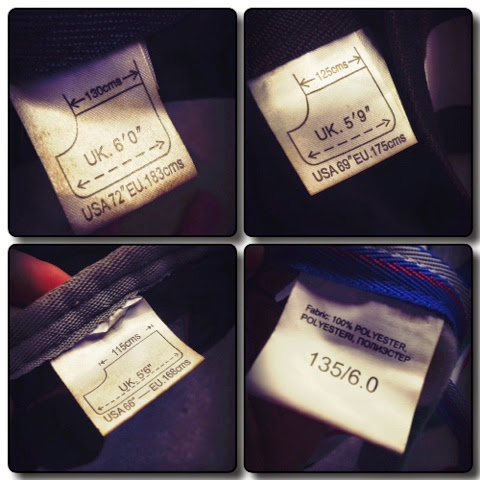 130cms
UK. 6'0"
USA 72" EU.183cms
125cms
UK. 5'9"
USA 69" EU.175cms
115cms
UK. 5'6"
USA 66" — EU.168cms
Fabric: 100% POLYESTER,
POLYESTERI, ПОЛИЭСТЕР
135/6.0